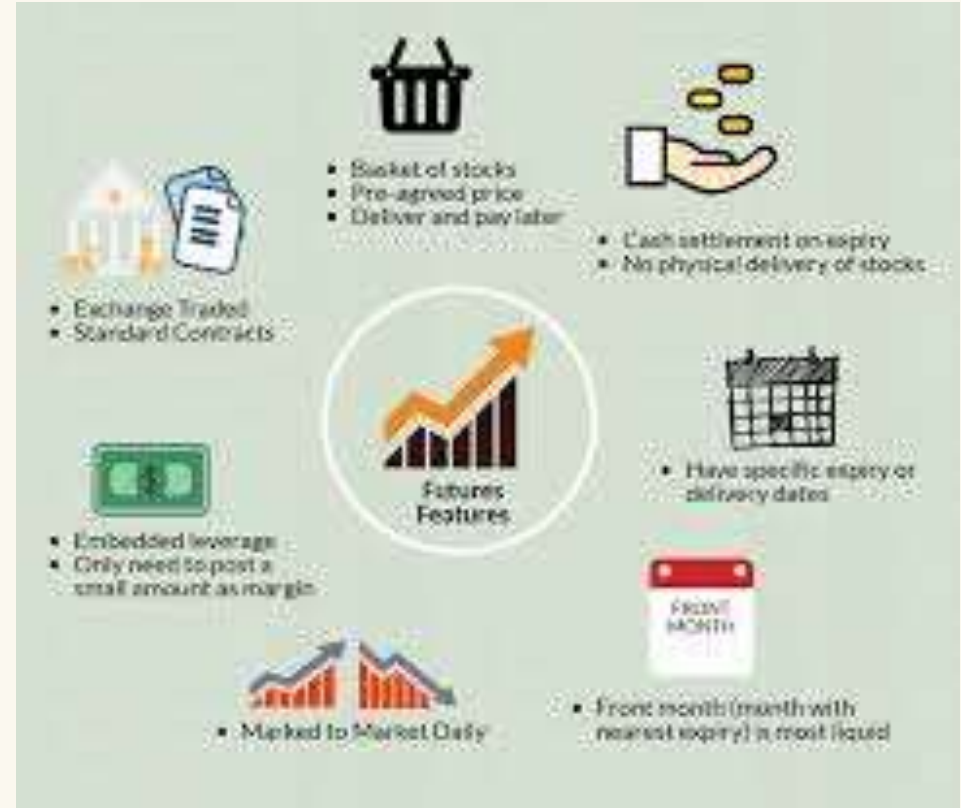 • Basket of stocks
• Pre-agreed price
• Deliver and pay later
• Cash settlement on expiry
• No physical delivery of stocks
• Exchange Traded
• Standard Contracts
Futures
Features
• Have specific expiry or
delivery dates
• Embedded leverage
• Only need to post a
small amount as margin
FRONT
MONTH
• Marked to Market Daily
• Front month (month with
nearest expiry) is most liquid